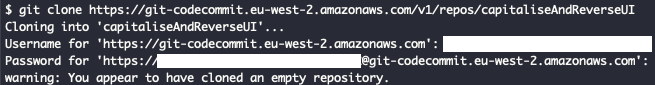 $ git clone https://git-codecommit.eu-west-2.amazonaws.com/v1/repos/capitaliseAndReverseUI
Cloning into 'capitaliseAndReverseUI'...
Username for 'https://git-codecommit.eu-west-2.amazonaws.com':
Password for 'https://@git-codecommit.eu-west-2.amazonaws.com':
warning: You appear to have cloned an empty repository.